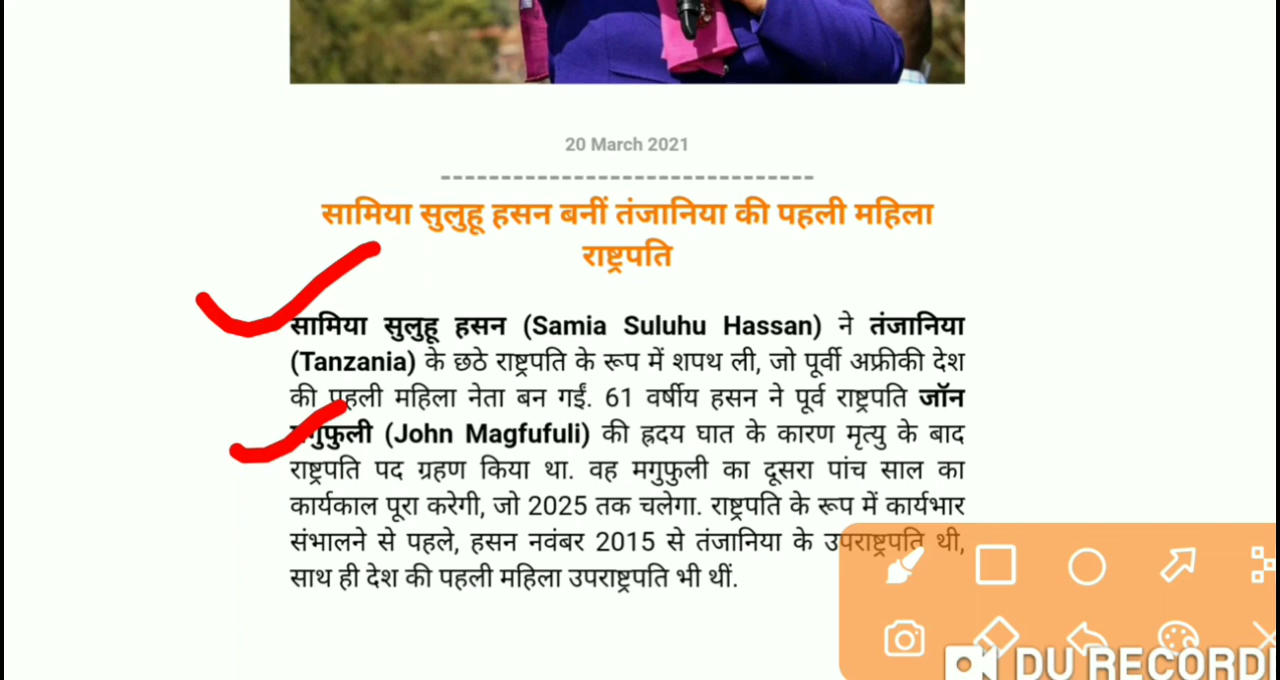 20 March 2021
------------------------------
सामिया सुलुहू हसन बनीं तंजानिया की पहली महिला
राष्ट्रपति
सामिया सुलुहू हसन (Samia Suluhu Hassan) ने तंजानिया
(Tanzania) के छठे राष्ट्रपति के रूप में शपथ ली, जो पूर्वी अफ्रीकी देश
की पहली महिला नेता बन गईं. 61 वर्षीय हसन ने पूर्व राष्ट्रपति जॉन
मगुफुली (John Magfufuli) की ह्रदय घात के कारण मृत्यु के बाद
राष्ट्रपति पद ग्रहण किया था. वह मगुफुली का दूसरा पांच साल का
कार्यकाल पूरा करेगी, जो 2025 तक चलेगा. राष्ट्रपति के रूप में कार्यभार
संभालने से पहले, हसन नवंबर 2015 से तंजानिया के उपराष्ट्रपति थी,
साथ ही देश की पहली महिला उपराष्ट्रपति भी थीं.
DU RECORD